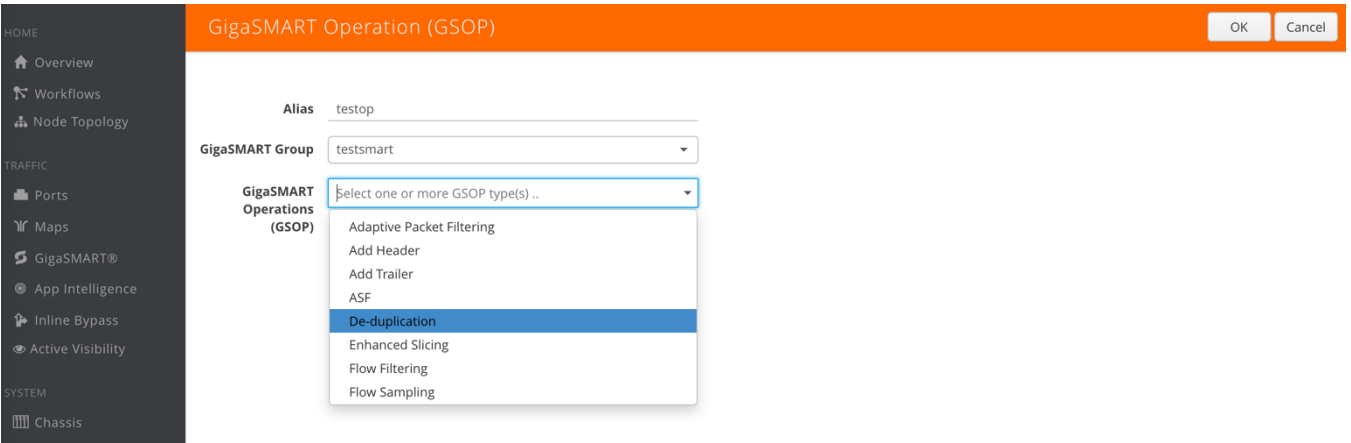 HOME
Overview
Workflows
Node Topology
TRAFFIC
Ports
Maps
GigaSMART®
App Intelligence
Inline Bypass
Active Visibility
SYSTEM
Chassis
GigaSMART Operation (GSOP)
OK
Cancel
Alias
testop
GigaSMART Group
testsmart
GigaSMART
Operations
(GSOP)
Select one or more GSOP type(s) ..
Adaptive Packet Filtering
Add Header
Add Trailer
ASF
De-duplication
Enhanced Slicing
Flow Filtering
Flow Sampling